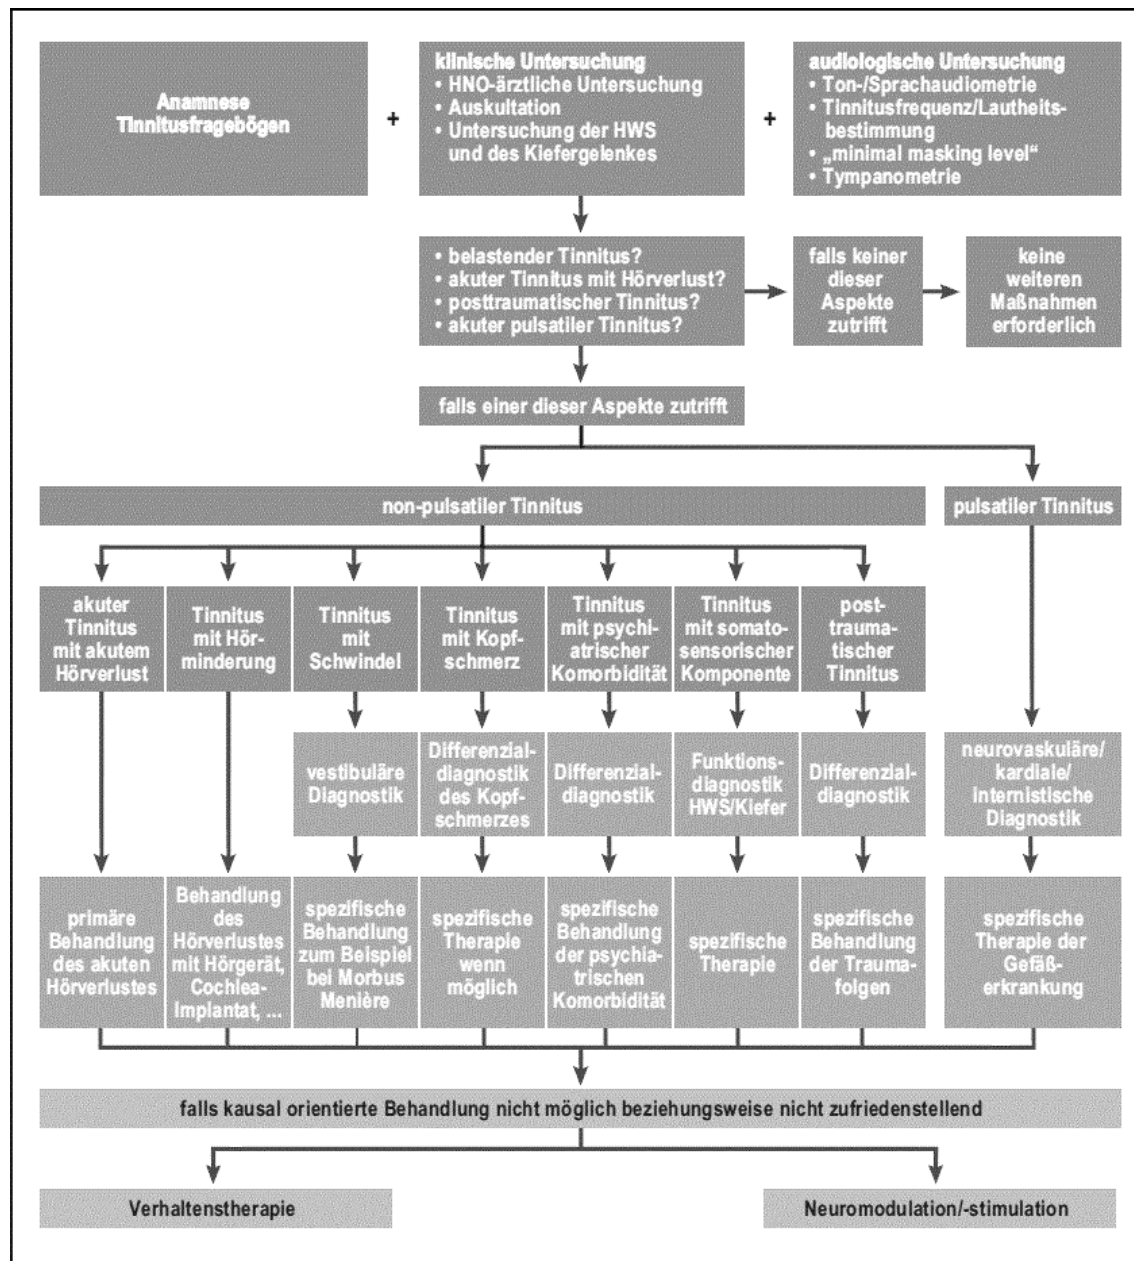 Anamnese
Tinnitusfragebögen
+
klinische Untersuchung
• HNO-ärztliche Untersuchung
• Auskultation
• Untersuchung der HWS
und des Kiefergelenkes
+
audiologische Untersuchung
• Ton-/Sprachaudiometrie
• Tinnitusfrequenz/Lautheits-
bestimmung
• „minimal masking level“
• Tympanometrie
• belastender Tinnitus?
• akuter Tinnitus mit Hörverlust?
• posttraumatischer Tinnitus?
• akuter pulsatiler Tinnitus?
falls keiner
dieser
Aspekte
zutrifft
keine
weiteren
Maßnahmen
erforderlich
falls einer dieser Aspekte zutrifft
non-pulsatiler Tinnitus
pulsatiler Tinnitus
akuter
Tinnitus
mit akutem
Hörverlust
Tinnitus
mit Hör-
minderung
Tinnitus
mit
Schwindel
Tinnitus
mit Kopf-
schmerz
Tinnitus
mit psychi-
atrischer
Komorbidität
Tinnitus
mit somato-
sensorischer
Komponente
post-
trauma-
tischer
Tinnitus
vestibuläre
Diagnostik
Differenzial-
diagnostik
des Kopf-
schmerzes
Differenzial-
diagnostik
Funktions-
diagnostik
HWS/Kiefer
Differenzial-
diagnostik
neurovaskuläre/
kardiale/
internistische
Diagnostik
primäre
Behandlung
des akuten
Hörverlustes
Behandlung
des
Hörverlustes
mit Hörgerät,
Cochlea-
Implantat, ...
spezifische
Behandlung
zum Beispiel
bei Morbus
Menière
spezifische
Therapie
wenn
möglich
spezifische
Behandlung
der psychia-
trischen
Komorbidität
spezifische
Therapie
spezifische
Behandlung
der Trauma-
folgen
spezifische
Therapie der
Gefäß-
erkrankung
falls kausal orientierte Behandlung nicht möglich beziehungsweise nicht zufriedenstellend
Verhaltenstherapie
Neuromodulation/-stimulation